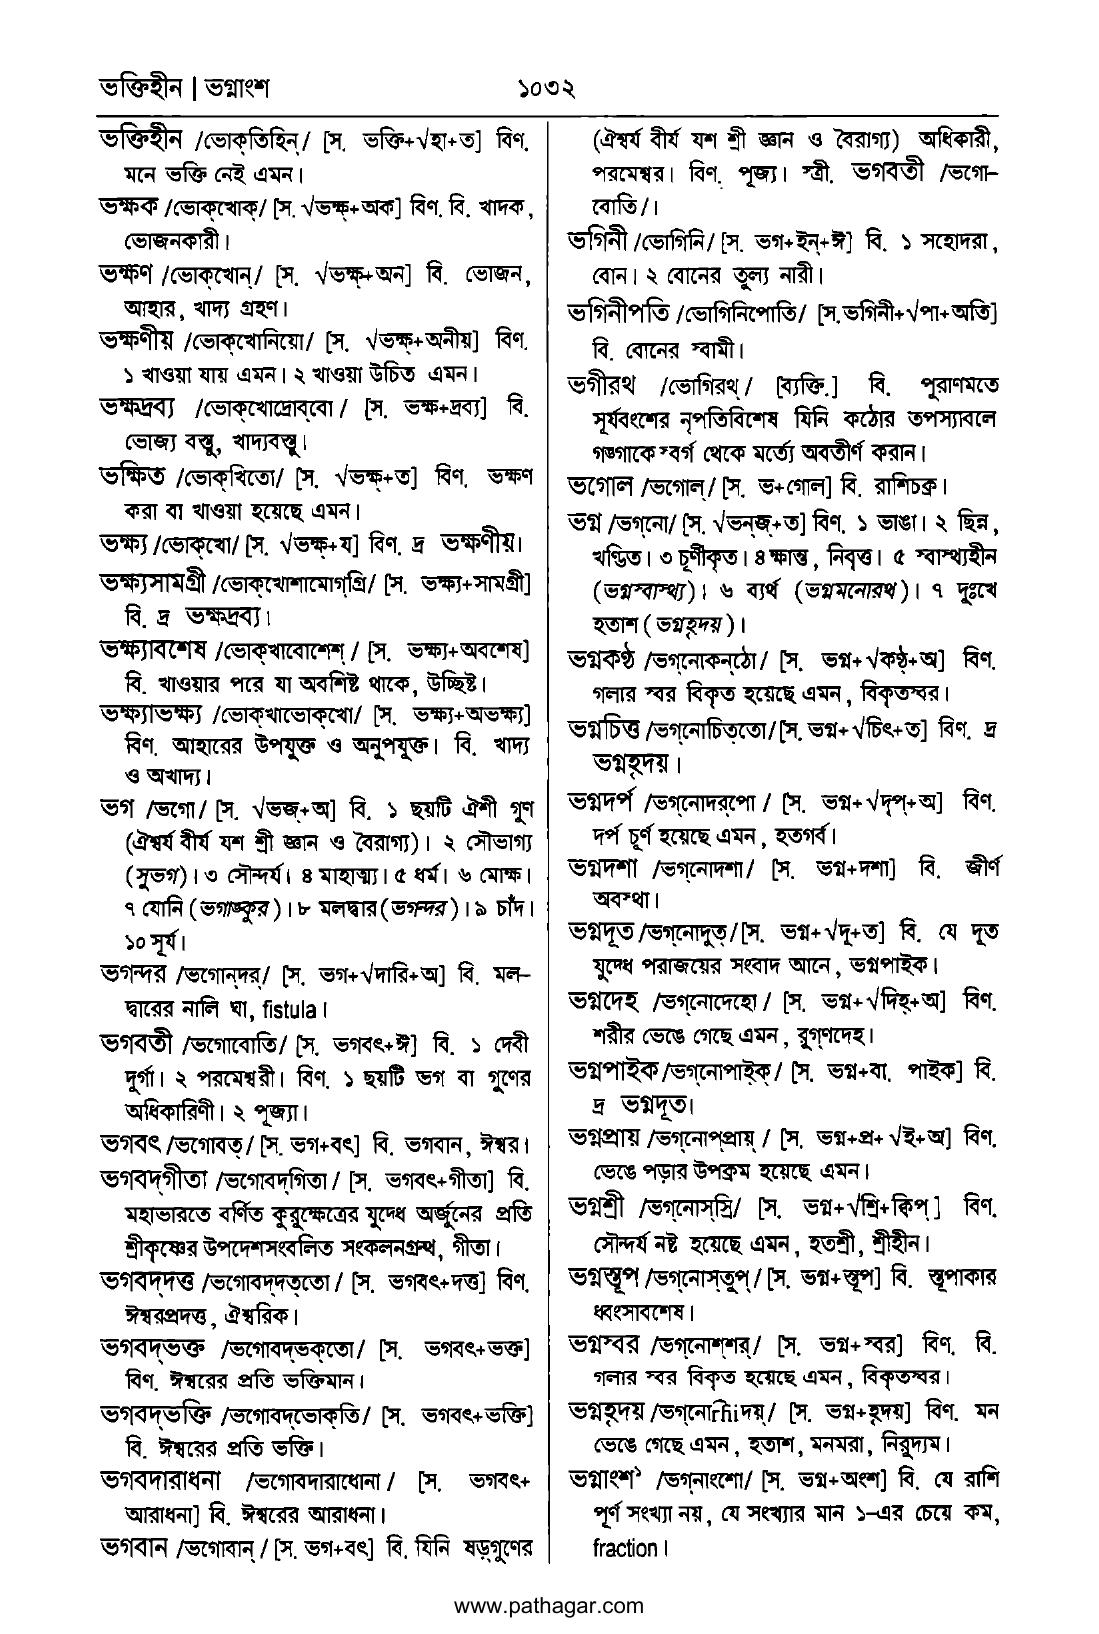 ভক্তিহীন | ভগ্নাংশ
১০৩২
ভক্তিহীন /ভোক্‌তিহিন্/ [স. ভক্তি+√হা+ত] বিণ.
মনে ভক্তি নেই এমন।
ভক্ষক /ভোক্‌খোক্/ [স. √ভক্ষ্+অক] বিণ. বি. খাদক,
ভোজনকারী।
ভক্ষণ /ভোক্‌খোন্/ [স. √ভক্ষ্+অন] বি. ভোজন,
আহার, খাদ্য গ্রহণ।
ভক্ষণীয় /ভোক্‌খোনিয়ো/ [স. √ভক্ষ্+অনীয়] বিণ.
১ খাওয়া যায় এমন। ২ খাওয়া উচিত এমন।
ভক্ষদ্রব্য /ভোক্‌খোদ্রোব্‌বো/ [স. ভক্ষ+দ্রব্য] বি.
ভোজ্য বস্তু, খাদ্যবস্তু।
ভক্ষিত /ভোক্‌খিতো/ [স. √ভক্ষ্+ত] বিণ. ভক্ষণ
করা বা খাওয়া হয়েছে এমন।
ভক্ষ্য /ভোক্‌খো/ [স. √ভক্ষ্+য] বিণ. দ্র ভক্ষণীয়।
ভক্ষ্যসামগ্রী /ভোক্‌খোশামোগ্‌গ্রি/ [স. ভক্ষ্য+সামগ্রী]
বি. দ্র ভক্ষদ্রব্য।
ভক্ষ্যাবশেষ /ভোক্‌খাবোশেশ্/ [স. ভক্ষ্য+অবশেষ]
বি. খাওয়ার পরে যা অবশিষ্ট থাকে, উচ্ছিষ্ট।
ভক্ষ্যাভক্ষ্য /ভোক্‌খাভোক্‌খো/ [স. ভক্ষ্য+অভক্ষ্য]
বিণ. আহারের উপযুক্ত ও অনুপযুক্ত। বি. খাদ্য
ও অখাদ্য।
ভগ /ভগো/ [স. √ভজ্+অ] বি. ১ ছয়টি ঐশী গুণ
(ঐশ্বর্য বীর্য যশ শ্রী জ্ঞান ও বৈরাগ্য)। ২ সৌভাগ্য
(সুভগ)। ৩ সৌন্দর্য। ৪ মাহাত্ম্য। ৫ ধর্ম। ৬ মোক্ষ।
৭ যোনি (ভগাঙ্কুর)। ৮ মলদ্বার(ভগন্দর)। ৯ চাঁদ।
১০ সূর্য।
ভগন্দর /ভগোন্‌দর্/ [স. ভগ+√দারি+অ] বি. মল-
দ্বারের নালি ঘা, fistula।
ভগবতী /ভগোবোতি/ [স. ভগবৎ+ঈ] বি. ১ দেবী
দুর্গা। ২ পরমেশ্বরী। বিণ. ১ ছয়টি ভগ বা গুণের
অধিকারিণী। ২ পূজ্যা।
ভগবৎ /ভগোবত্/ [স. ভগ+বৎ] বি. ভগবান, ঈশ্বর।
ভগবদ্‌গীতা /ভগোবদ্‌গিতা/ [স. ভগবৎ+গীতা] বি.
মহাভারতে বর্ণিত কুরুক্ষেত্রের যুদ্ধে অর্জুনের প্রতি
শ্রীকৃষ্ণের উপদেশসংবলিত সংকলনগ্রন্থ, গীতা।
ভগবদ্দত্ত /ভগোবদ্‌দত্‌তো/ [স. ভগবৎ+দত্ত] বিণ.
ঈশ্বরপ্রদত্ত, ঐশ্বরিক।
ভগবদ্‌ভক্ত /ভগোবদ্‌ভক্‌তো/ [স. ভগবৎ+ভক্ত]
বিণ. ঈশ্বরের প্রতি ভক্তিমান।
ভগবদ্‌ভক্তি /ভগোবদ্‌ভোক্‌তি/ [স. ভগবৎ+ভক্তি]
বি. ঈশ্বরের প্রতি ভক্তি।
ভগবদারাধনা /ভগোবদারাধোনা/ [স. ভগবৎ+
আরাধনা] বি. ঈশ্বরের আরাধনা।
ভগবান /ভগোবান্/ [স. ভগ+বৎ] বি. যিনি ষড়্‌গুণের
(ঐশ্বর্য বীর্য যশ শ্রী জ্ঞান ও বৈরাগ্য) অধিকারী,
পরমেশ্বর। বিণ. পূজ্য। স্ত্রী. ভগবতী /ভগো-
বোতি/।
ভগিনী /ভোগিনি/ [স. ভগ+ইন্+ঈ] বি. ১ সহোদরা,
বোন। ২ বোনের তুল্য নারী।
ভগিনীপতি /ভোগিনিপোতি/ [স.ভগিনী+√পা+অতি]
বি. বোনের স্বামী।
ভগীরথ /ভোগিরথ্/ [ব্যক্তি.] বি. পুরাণমতে
সূর্যবংশের নৃপতিবিশেষ যিনি কঠোর তপস্যাবলে
গঙ্গাকে স্বর্গ থেকে মর্ত্যে অবতীর্ণ করান।
ভগোল /ভগোল্/ [স. ভ+গোল] বি. রাশিচক্র।
ভগ্ন /ভগ্‌নো/ [স. √ভন্‌জ্+ত] বিণ. ১ ভাঙা। ২ ছিন্ন,
খণ্ডিত। ৩ চূর্ণীকৃত। ৪ ক্ষান্ত, নিবৃত্ত। ৫ স্বাস্থ্যহীন
(ভগ্নস্বাস্থ্য)। ৬ ব্যর্থ (ভগ্নমনোরথ)। ৭ দুঃখে
হতাশ (ভগ্নহৃদয়)।
ভগ্নকণ্ঠ /ভগ্‌নোকন্‌ঠো/ [স. ভগ্ন+√কণ্ঠ্+অ] বিণ.
গলার স্বর বিকৃত হয়েছে এমন, বিকৃতস্বর।
ভগ্নচিত্ত /ভগ্‌নোচিত্‌তো/ [স. ভগ্ন+√চিৎ+ত] বিণ. দ্র
ভগ্নহৃদয়।
ভগ্নদর্প /ভগ্‌নোদর্‌পো/ [স. ভগ্ন+√দৃপ্+অ] বিণ.
দর্প চূর্ণ হয়েছে এমন, হতগর্ব।
ভগ্নদশা /ভগ্‌নোদশা/ [স. ভগ্ন+দশা] বি. জীর্ণ
অবস্থা।
ভগ্নদূত /ভগ্‌নোদুত্/ [স. ভগ্ন+√দূ+ত] বি. যে দূত
যুদ্ধে পরাজয়ের সংবাদ আনে, ভগ্নপাইক।
ভগ্নদেহ /ভগ্‌নোদেহো/ [স. ভগ্ন+√দিহ্+অ] বিণ.
শরীর ভেঙে গেছে এমন, রুগ্‌ণদেহ।
ভগ্নপাইক /ভগ্‌নোপাইক্/ [স. ভগ্ন+বা. পাইক] বি.
দ্র ভগ্নদূত।
ভগ্নপ্রায় /ভগ্‌নোপ্‌প্রায়্/ [স. ভগ্ন+প্র+√ই+অ] বিণ.
ভেঙে পড়ার উপক্রম হয়েছে এমন।
ভগ্নশ্রী /ভগ্‌নোস্‌স্রি/ [স. ভগ্ন+√শ্রি+ক্বিপ্] বিণ.
সৌন্দর্য নষ্ট হয়েছে এমন, হতশ্রী, শ্রীহীন।
ভগ্নস্তূপ /ভগ্‌নোস্‌তুপ্/ [স. ভগ্ন+স্তূপ] বি. স্তূপাকার
ধ্বংসাবশেষ।
ভগ্নস্বর /ভগ্‌নোশ্‌শর্/ [স. ভগ্ন+স্বর] বিণ. বি.
গলার স্বর বিকৃত হয়েছে এমন, বিকৃতস্বর।
ভগ্নহৃদয় /ভগ্‌নোrhiদয়্/ [স. ভগ্ন+হৃদয়] বিণ. মন
ভেঙে গেছে এমন, হতাশ, মনমরা, নিরুদ্যম।
ভগ্নাংশ১ /ভগ্‌নাংশো/ [স. ভগ্ন+অংশ] বি. যে রাশি
পূর্ণ সংখ্যা নয়, যে সংখ্যার মান ১-এর চেয়ে কম,
fraction।
www.pathagar.com